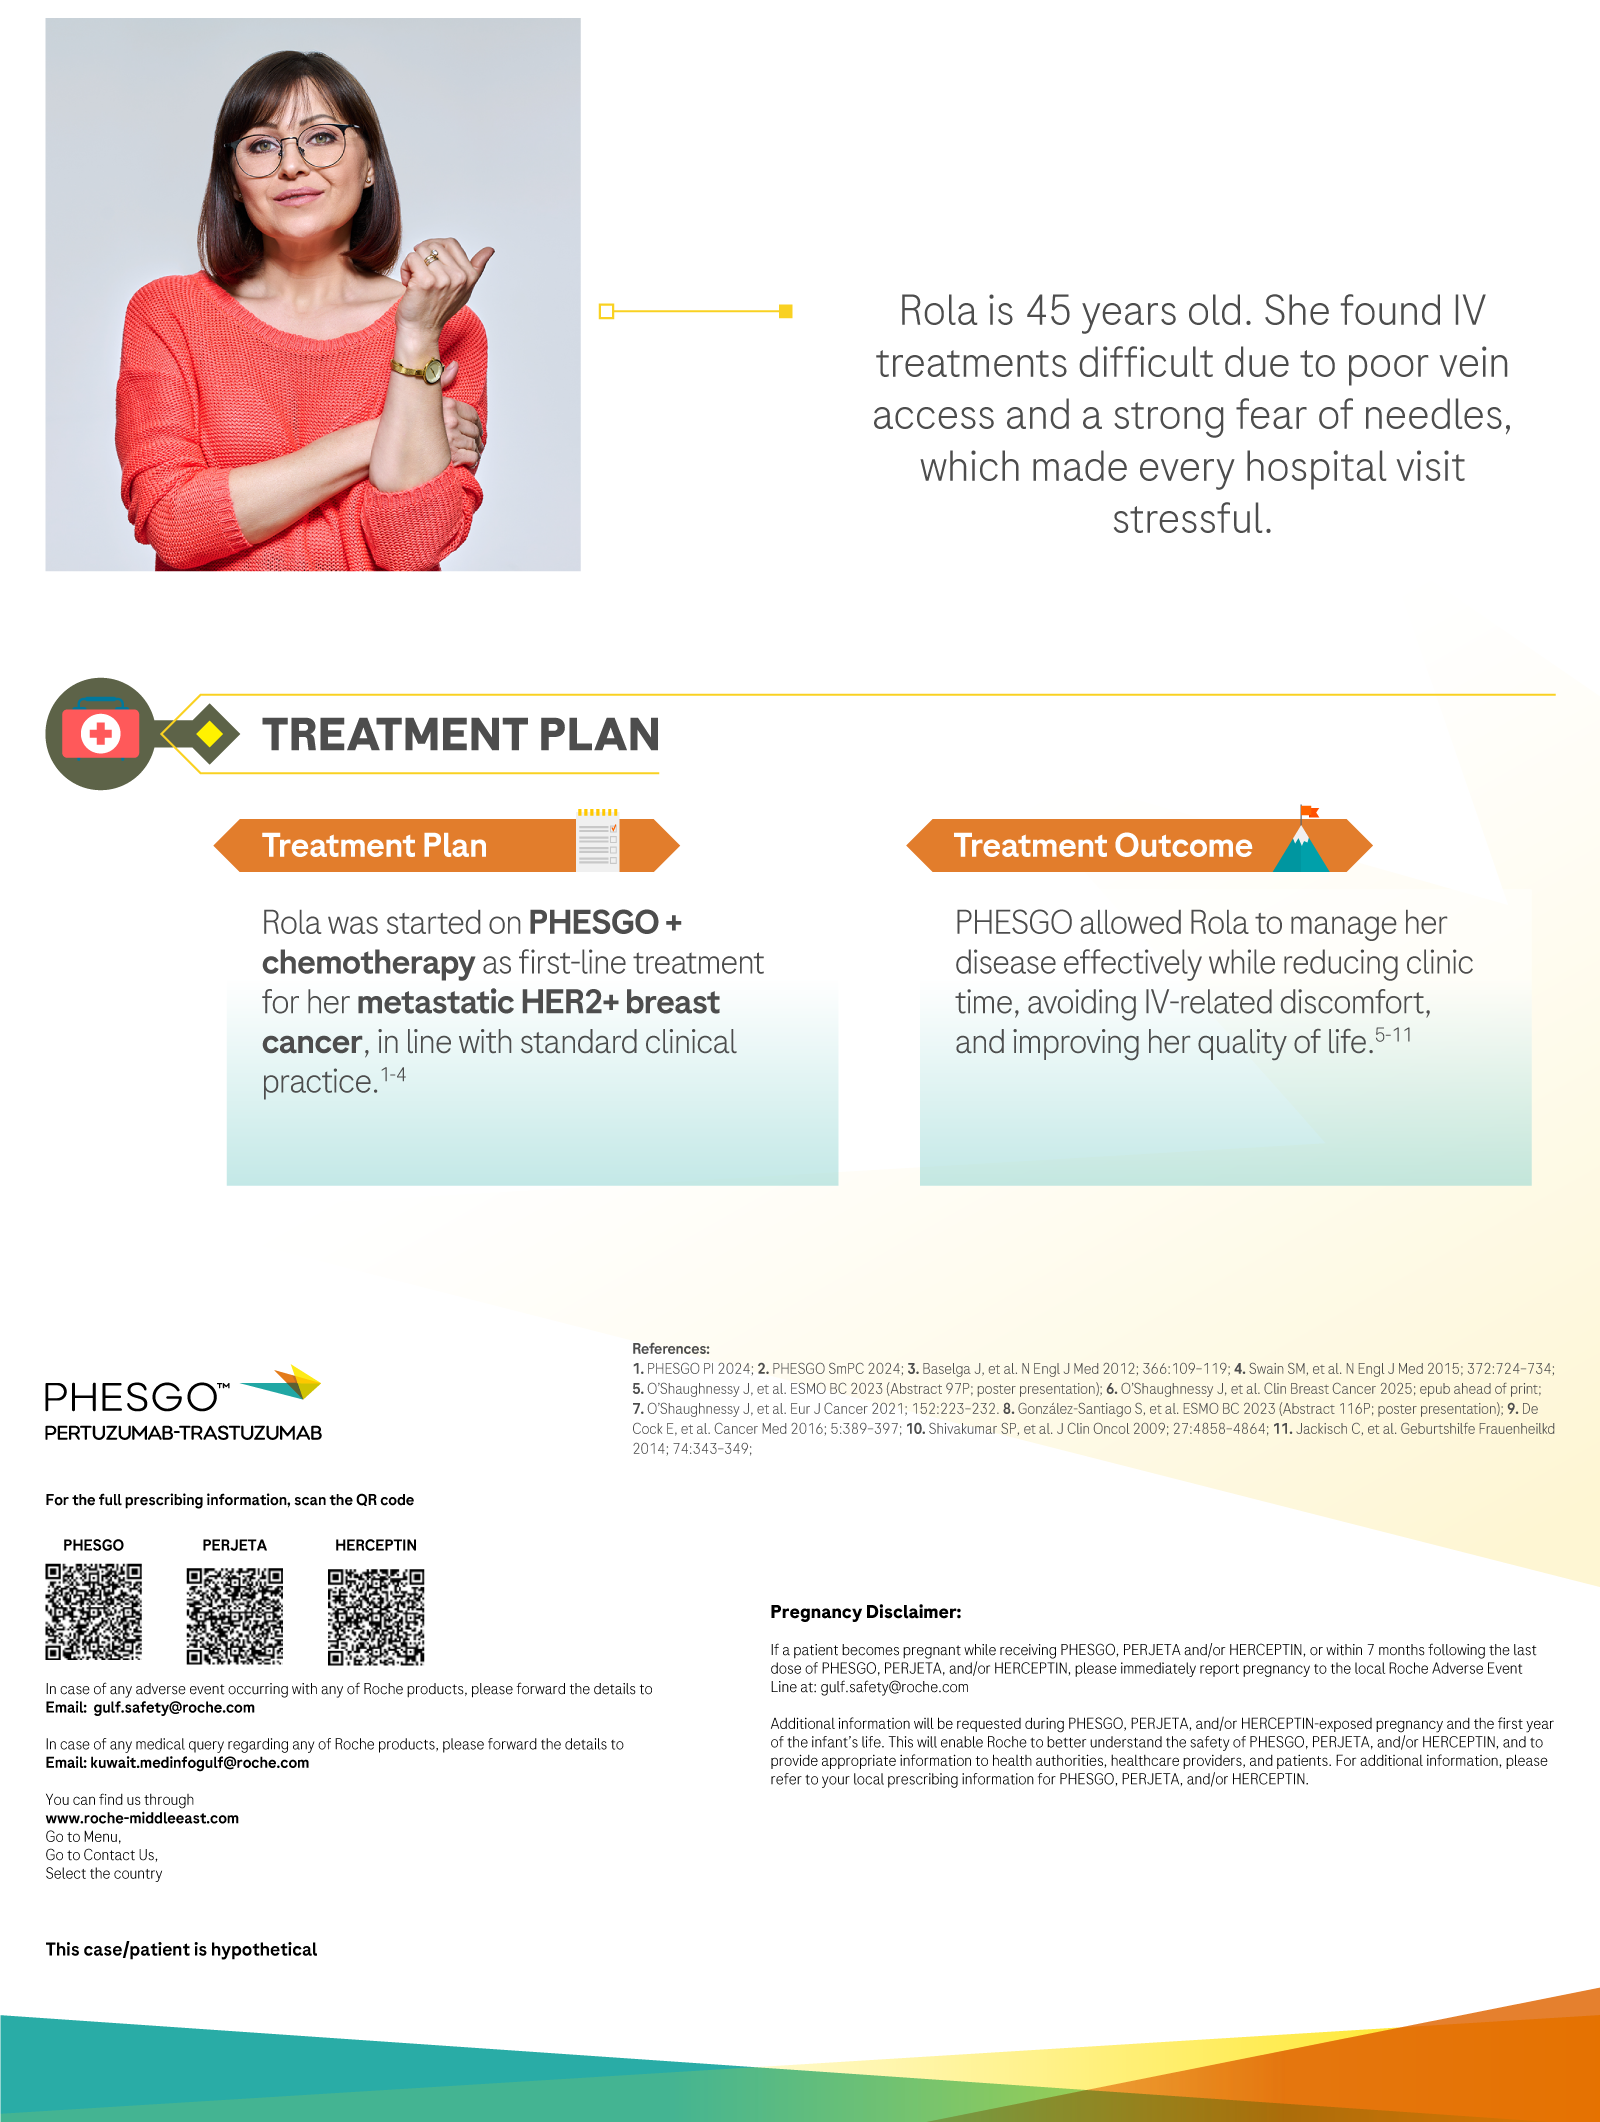 Rola is 45 years old. She found IV
treatments difficult due to poor vein
access and a strong fear of needles,
which made every hospital visit
stressful.
TREATMENT PLAN
Treatment Plan
Rola was started on PHESGO +
chemotherapy as first-line treatment
for her metastatic HER2+ breast
cancer, in line with standard clinical
practice.1-4
Treatment Outcome
PHESGO allowed Rola to manage her
disease effectively while reducing clinic
time, avoiding IV-related discomfort,
and improving her quality of life.5-11
References:
1. PHESGO PI 2024; 2. PHESGO SmPC 2024; 3. Baselga J, et al. N Engl J Med 2012; 366:109–119; 4. Swain SM, et al. N Engl J Med 2015; 372:724–734;
5. O'Shaughnessy J, et al. ESMO BC 2023 (Abstract 97P; poster presentation); 6. O'Shaughnessy J, et al. Clin Breast Cancer 2025; epub ahead of print;
7. O'Shaughnessy J, et al. Eur J Cancer 2021; 152:223–232. 8. González-Santiago S, et al. ESMO BC 2023 (Abstract 116P; poster presentation); 9. De
Cock E, et al. Cancer Med 2016; 5:389–397; 10. Shivakumar SP, et al. J Clin Oncol 2009; 27:4858–4864; 11. Jackisch C, et al. Geburtshilfe Frauenheilkd
2014; 74:343–349;
PHESGO™
PERTUZUMAB-TRASTUZUMAB
For the full prescribing information, scan the QR code
PHESGO PERJETA HERCEPTIN
In case of any adverse event occurring with any of Roche products, please forward the details to
Email: gulf.safety@roche.com
In case of any medical query regarding any of Roche products, please forward the details to
Email: kuwait.medinfogulf@roche.com
You can find us through
www.roche-middleeast.com
Go to Menu,
Go to Contact Us,
Select the country
Pregnancy Disclaimer:
If a patient becomes pregnant while receiving PHESGO, PERJETA and/or HERCEPTIN, or within 7 months following the last
dose of PHESGO, PERJETA, and/or HERCEPTIN, please immediately report pregnancy to the local Roche Adverse Event
Line at: gulf.safety@roche.com
Additional information will be requested during PHESGO, PERJETA, and/or HERCEPTIN-exposed pregnancy and the first year
of the infant's life. This will enable Roche to better understand the safety of PHESGO, PERJETA, and/or HERCEPTIN, and to
provide appropriate information to health authorities, healthcare providers, and patients. For additional information, please
refer to your local prescribing information for PHESGO, PERJETA, and/or HERCEPTIN.
This case/patient is hypothetical